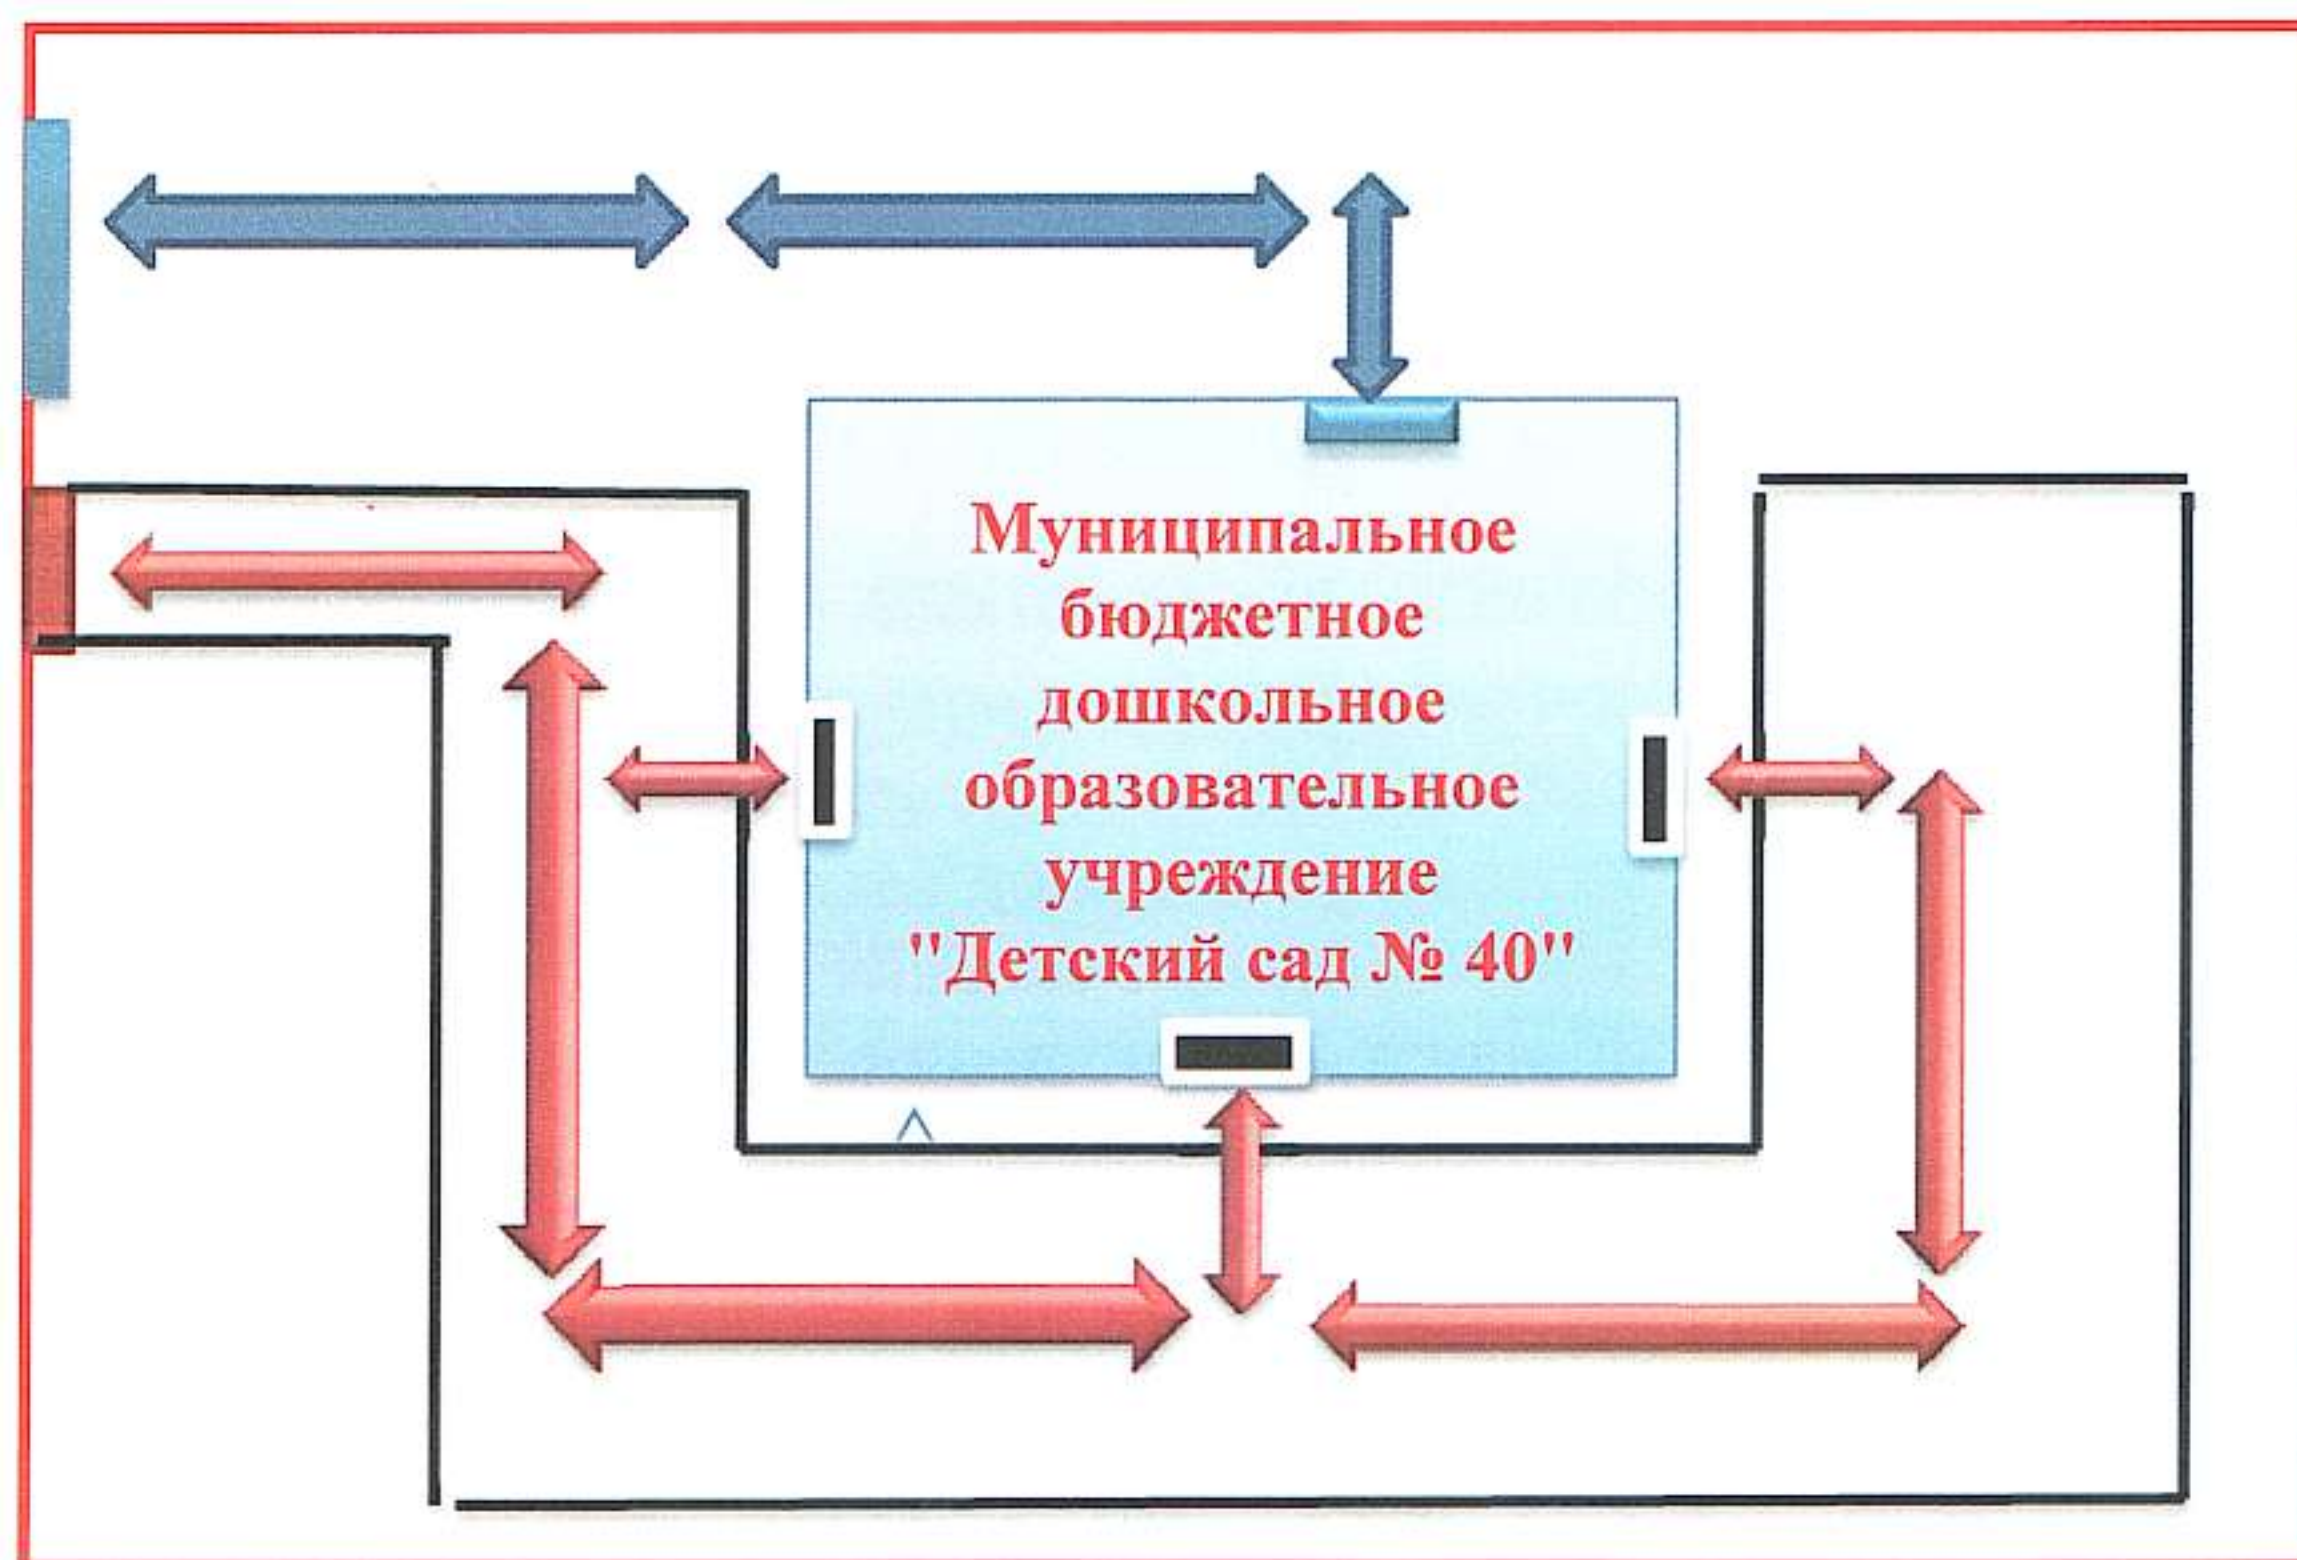 Муниципальное
бюджетное
дошкольное
образовательное
учреждение
"Детский сад № 40"